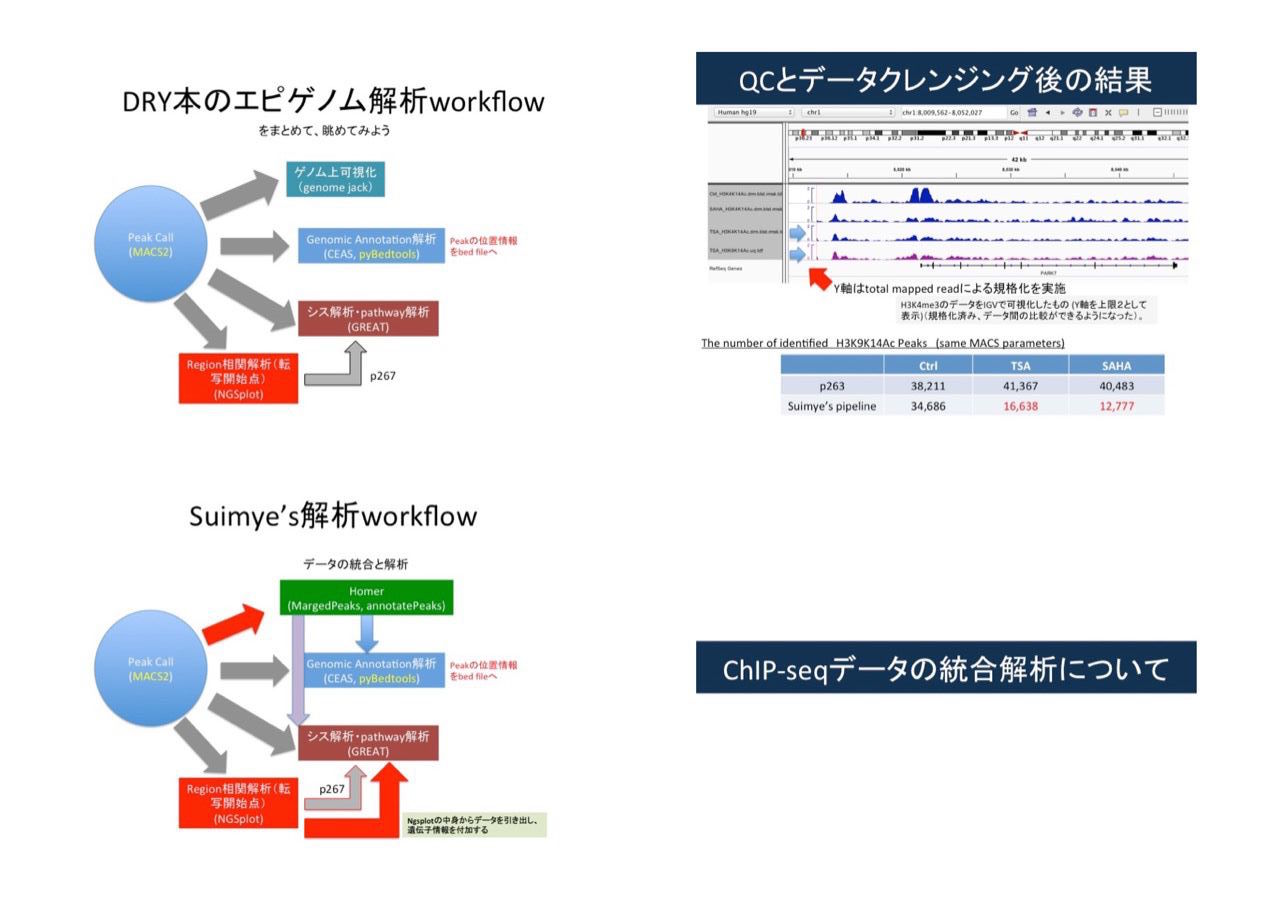 DRY本のエピゲノム解析workflow
をまとめて、眺めてみよう
ゲノム上可視化
（genome jack）
Peak Call
(MACS2)
Genomic Annotation解析
(CEAS, pyBedtools)
Peakの位置情報
をbed fileへ
シス解析・pathway解析
(GREAT)
Region相関解析（転
写開始点）
(NGSplot)
p267
QCとデータクレンジング後の結果
Human hg19
chr1
chr1:8,009,562-8,052,027
Go
42 kb
8,020 kb
8,030 kb
8,040 kb
RefSeq Genes
PARK7
Y軸はtotal mapped readによる規格化を実施
H3K4me3のデータをIGVで可視化したもの (Y軸を上限２として
表示)（規格化済み、データ間の比較ができるようになった）。
The number of identified H3K9K14Ac Peaks (same MACS parameters)
Ctrl TSA SAHA
p263 38,211 41,367 40,483
Suimye's pipeline 34,686 16,638 12,777
Suimye's解析workflow
データの統合と解析
Homer
(MargedPeaks, annotatePeaks)
Peak Call
(MACS2)
Genomic Annotation解析
(CEAS, pyBedtools)
Peakの位置情報
をbed fileへ
シス解析・pathway解析
(GREAT)
Region相関解析（転
写開始点）
(NGSplot)
p267
Ngsplotの中身からデータを引き出し、
遺伝子情報を付加する
ChIP-seqデータの統合解析について